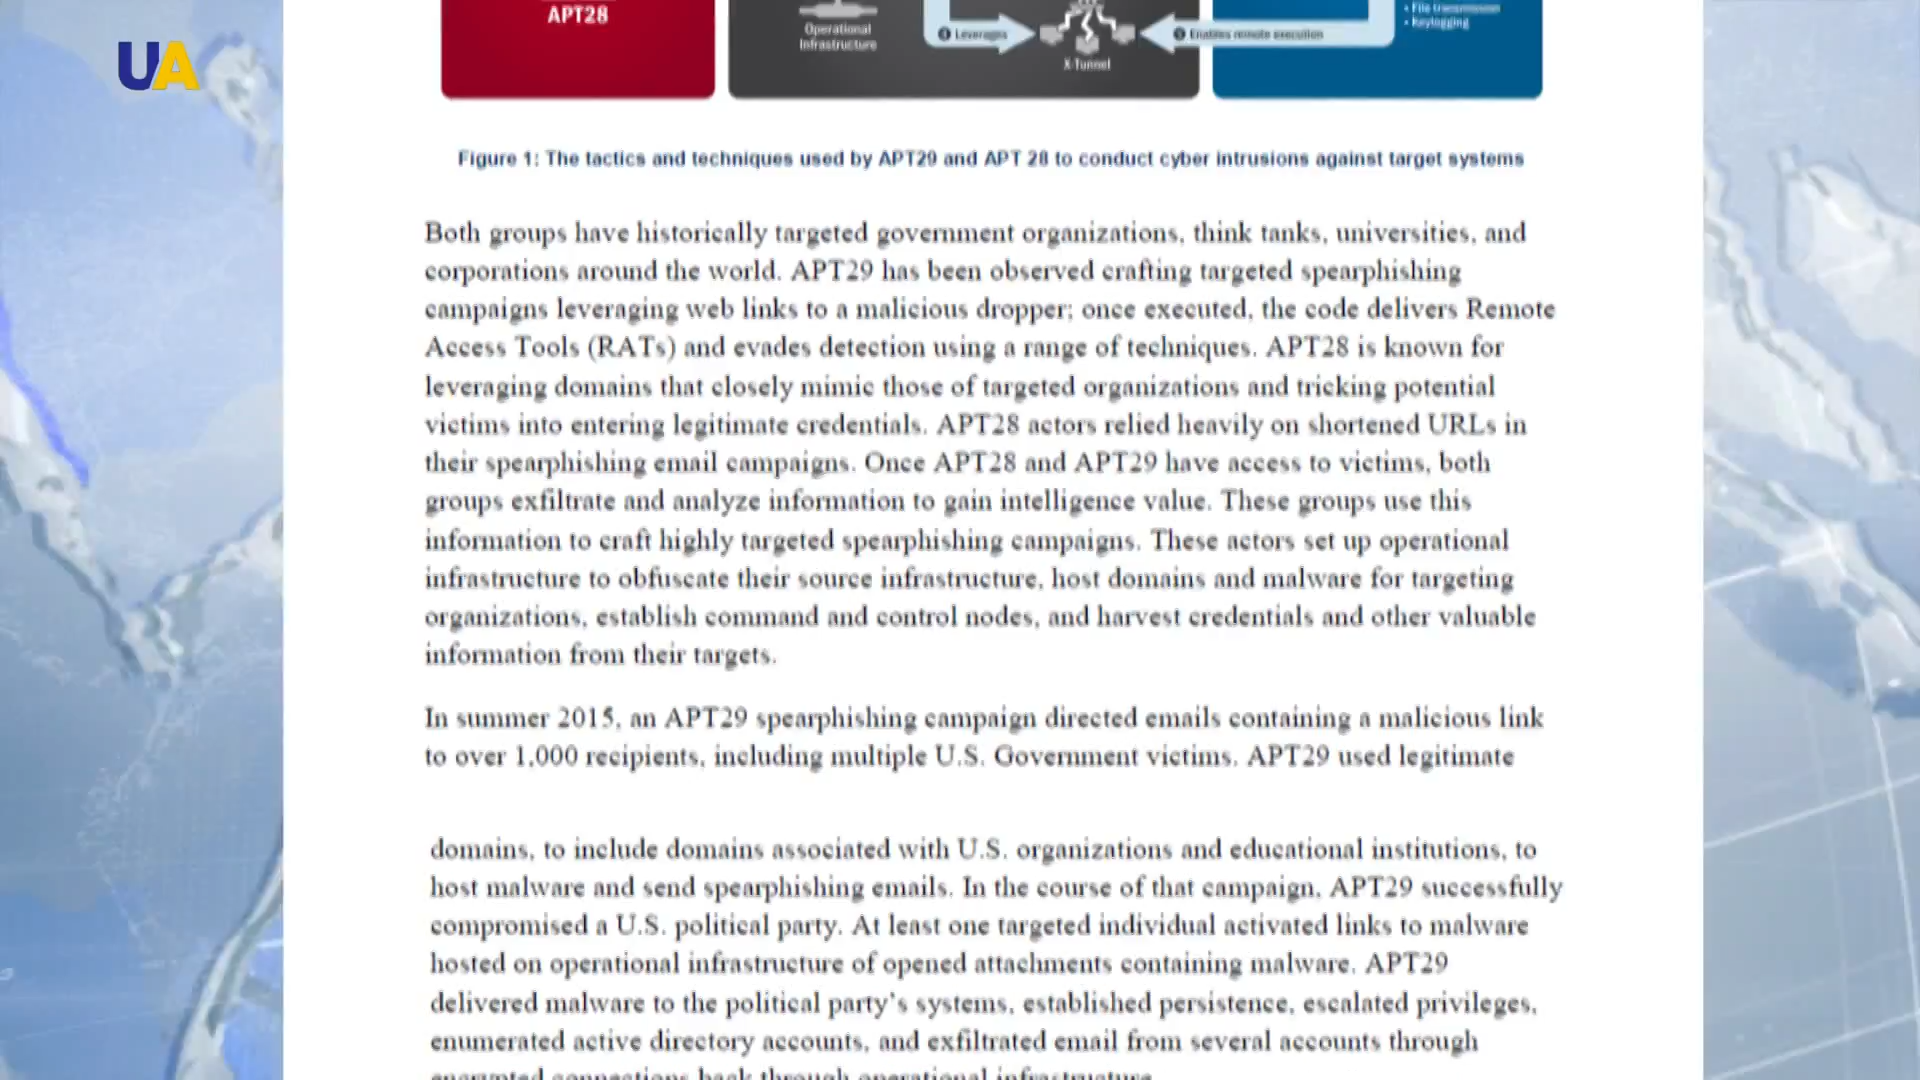 UA
APT28
Operational
Infrastructure
Leverages
X-Tunnel
Enables remote execution
• File transmission
• Keylogging
Figure 1: The tactics and techniques used by APT29 and APT 28 to conduct cyber intrusions against target systems
Both groups have historically targeted government organizations, think tanks, universities, and
corporations around the world. APT29 has been observed crafting targeted spearphishing
campaigns leveraging web links to a malicious dropper; once executed, the code delivers Remote
Access Tools (RATs) and evades detection using a range of techniques. APT28 is known for
leveraging domains that closely mimic those of targeted organizations and tricking potential
victims into entering legitimate credentials. APT28 actors relied heavily on shortened URLs in
their spearphishing email campaigns. Once APT28 and APT29 have access to victims, both
groups exfiltrate and analyze information to gain intelligence value. These groups use this
information to craft highly targeted spearphishing campaigns. These actors set up operational
infrastructure to obfuscate their source infrastructure, host domains and malware for targeting
organizations, establish command and control nodes, and harvest credentials and other valuable
information from their targets.
In summer 2015, an APT29 spearphishing campaign directed emails containing a malicious link
to over 1,000 recipients, including multiple U.S. Government victims. APT29 used legitimate
domains, to include domains associated with U.S. organizations and educational institutions, to
host malware and send spearphishing emails. In the course of that campaign, APT29 successfully
compromised a U.S. political party. At least one targeted individual activated links to malware
hosted on operational infrastructure of opened attachments containing malware. APT29
delivered malware to the political party's systems, established persistence, escalated privileges,
enumerated active directory accounts, and exfiltrated email from several accounts through
encrypted connections back through operational infrastructure.